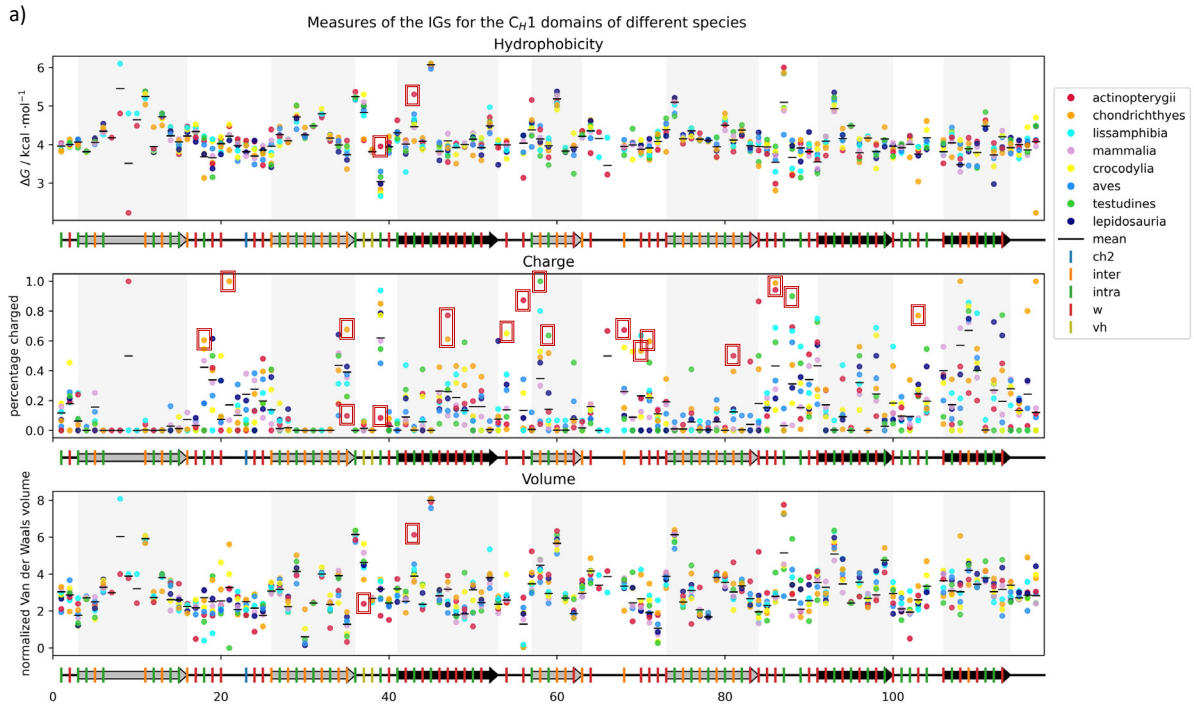 a)
Measures of the IGs for the C_H1 domains of different species
Hydrophobicity
ΔG / kcal ·mol⁻¹
6
5
4
3
Charge
percentage charged
1.0
0.8
0.6
0.4
0.2
0.0
Volume
normalized Van der Waals volume
8
6
4
2
0
0 20 40 60 80 100
actinopterygii
chondrichthyes
lissamphibia
mammalia
crocodylia
aves
testudines
lepidosauria
mean
ch2
inter
intra
w
vh